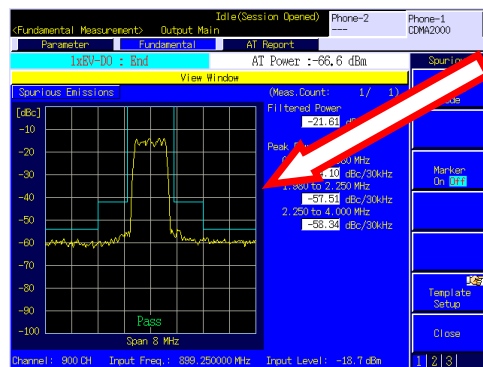 Idle(Session Opened)
Phone-2
Phone-1
<Fundamental Measurement> Output Main
---
CDMA2000
Parameter
Fundamental
AT Report
1xEV-DO : End
AT Power :-66.6 dBm
Spurious
View Window
Spurious Emissions
(Meas.Count: 1/ 1)
[dBc]
Filtered Power
-10
-21.61
-20
Peak
MHz
-30
.10 dBc/30kHz
Marker
On Off
1.980 to 2.250 MHz
-40
-57.51 dBc/30kHz
2.250 to 4.000 MHz
-50
-58.34 dBc/30kHz
-60
-70
-80
Template
Setup
-90
Pass
-100
Close
Span 8 MHz
Channel: 900 CH Input Freq.: 899.250000 MHz Input Level: -18.7 dBm
1 2 3